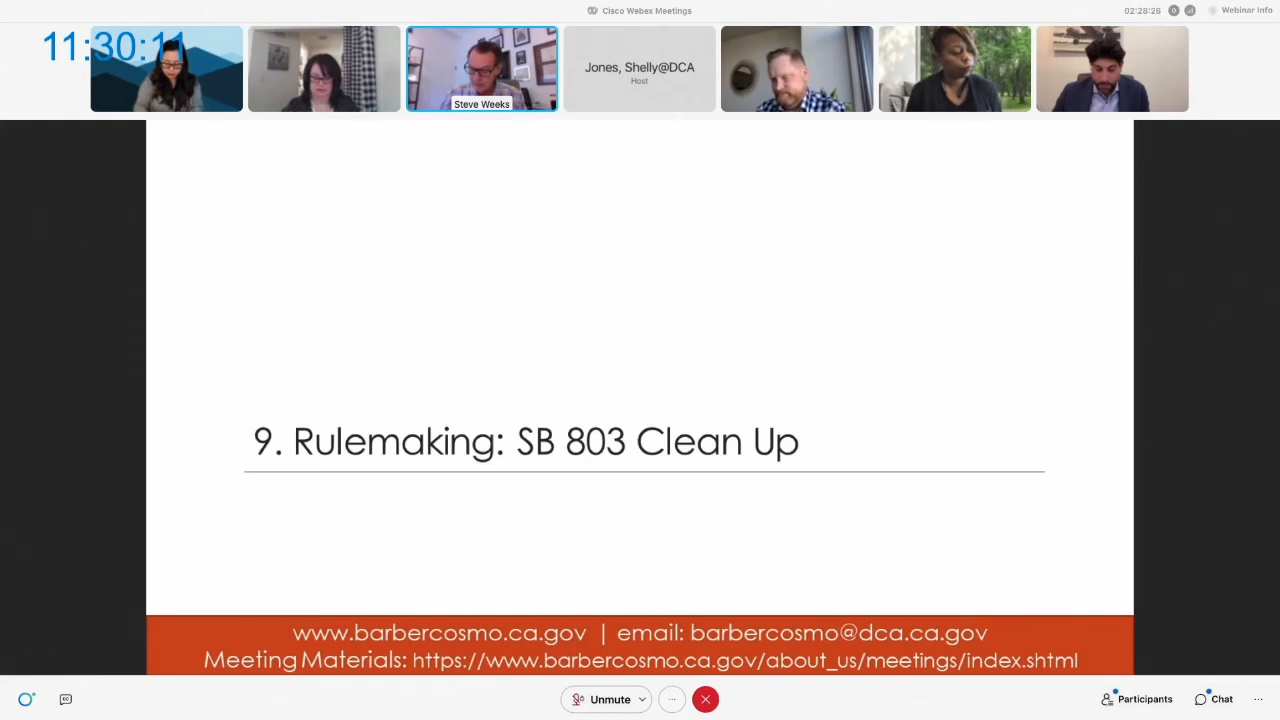 Cisco Webex Meetings
02:28:26
Webinar Info
11:30:11
Steve Weeks
Jones, Shelly@DCA
Host
9. Rulemaking: SB 803 Clean Up
www.barbercosmo.ca.gov | email: barbercosmo@dca.ca.gov
Meeting Materials: https://www.barbercosmo.ca.gov/about_us/meetings/index.shtml
Unmute
Participants
Chat